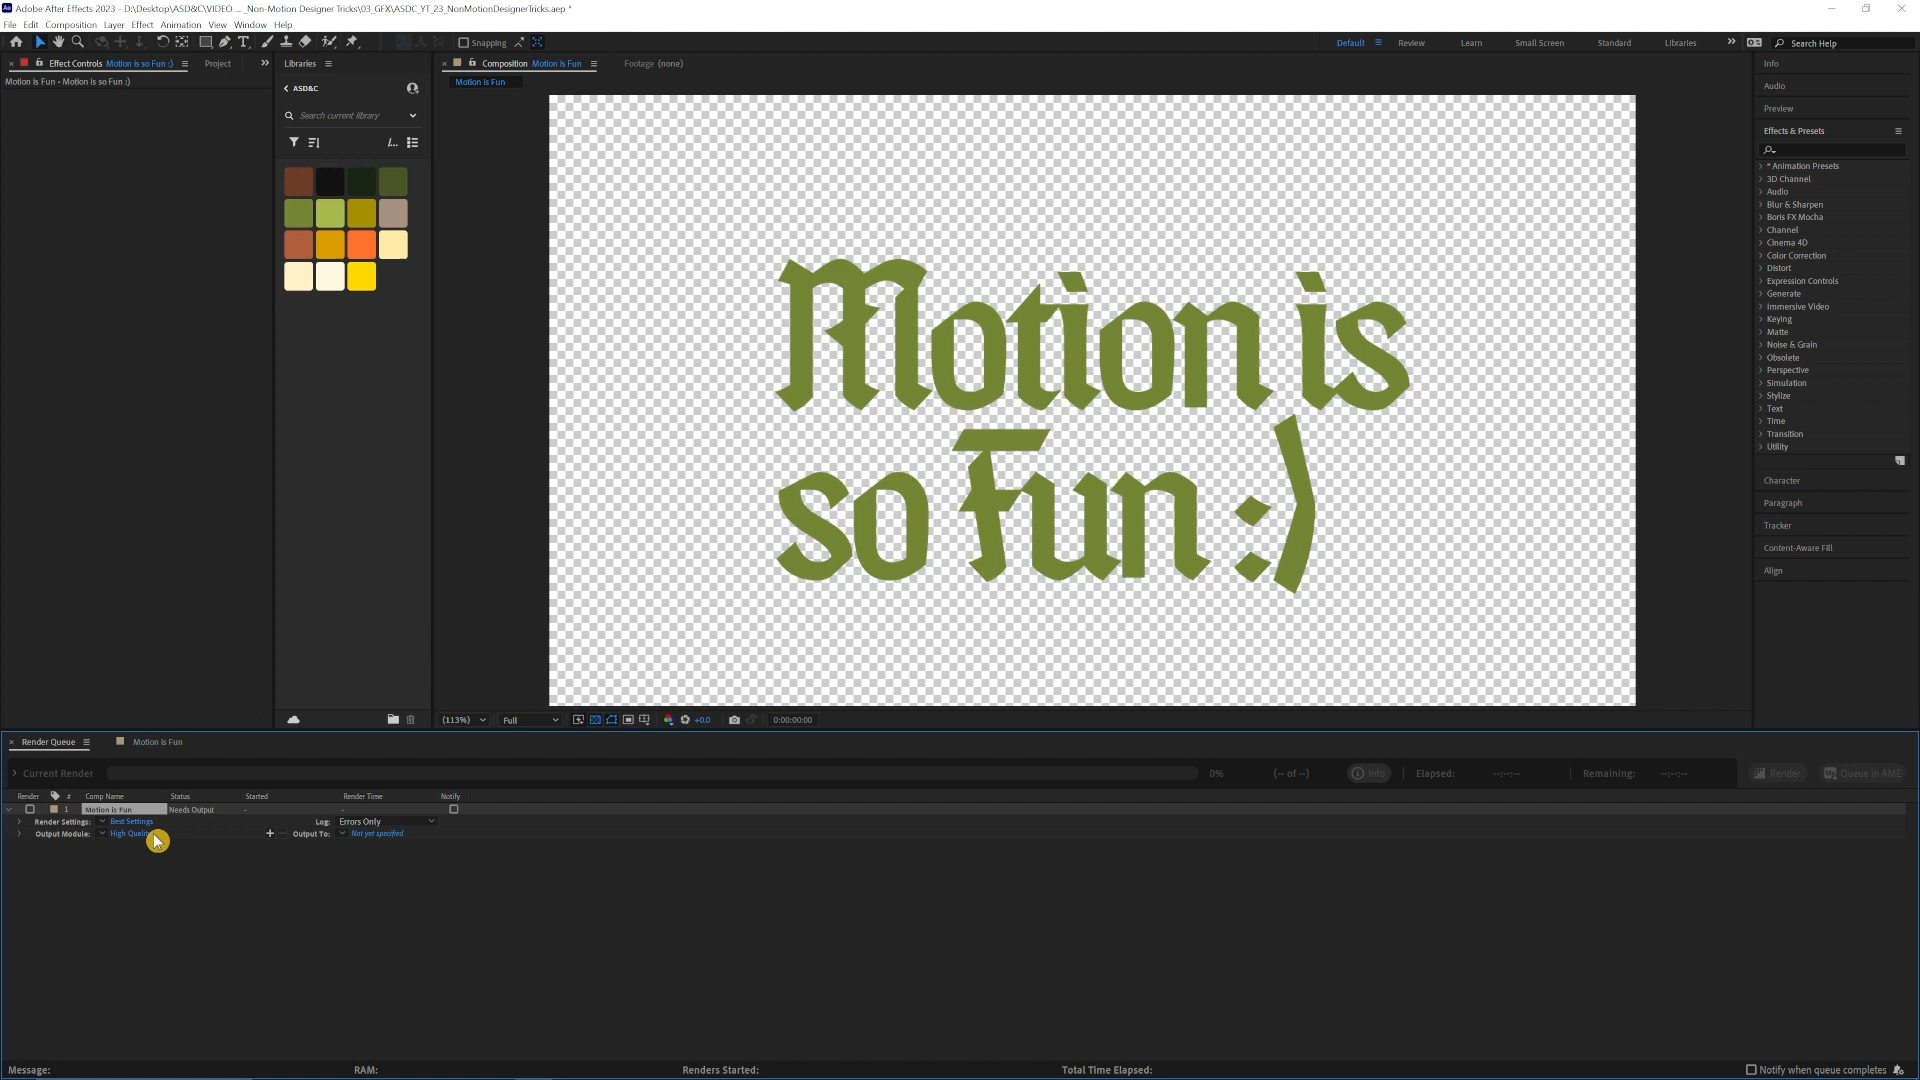 Adobe After Effects 2023 - D:\Desktop\ASD&C\VIDEO ... _Non-Motion Designer Tricks\03_GFX\ASDC_YT_23_NonMotionDesignerTricks.aep *
File Edit Composition Layer Effect Animation View Window Help
Snapping
Default Review Learn Small Screen Standard Libraries Search Help
Effect Controls Motion is so Fun :) Project
Motion is Fun • Motion is so Fun :)
Libraries
ASD&C
Search current library
Composition Motion is Fun
Footage (none)
Motion is Fun
Motion is
so Fun :)
(113%) Full +0.0 0:00:00:00
Info
Audio
Preview
Effects & Presets
* Animation Presets
3D Channel
Audio
Blur & Sharpen
Boris FX Mocha
Channel
Cinema 4D
Color Correction
Distort
Expression Controls
Generate
Immersive Video
Keying
Matte
Noise & Grain
Obsolete
Perspective
Simulation
Stylize
Text
Time
Transition
Utility
Character
Paragraph
Tracker
Content-Aware Fill
Align
Render Queue Motion is Fun
Current Render 0% (-- of --) Info Elapsed: --:--:-- Remaining: --:--:-- Render Queue in AME
Render # Comp Name Status Started Render Time Notify
1 Motion is Fun Needs Output - -
Render Settings: Best Settings Log: Errors Only
Output Module: High Quality Output To: Not yet specified
Message: RAM: Renders Started: Total Time Elapsed: Notify when queue completes